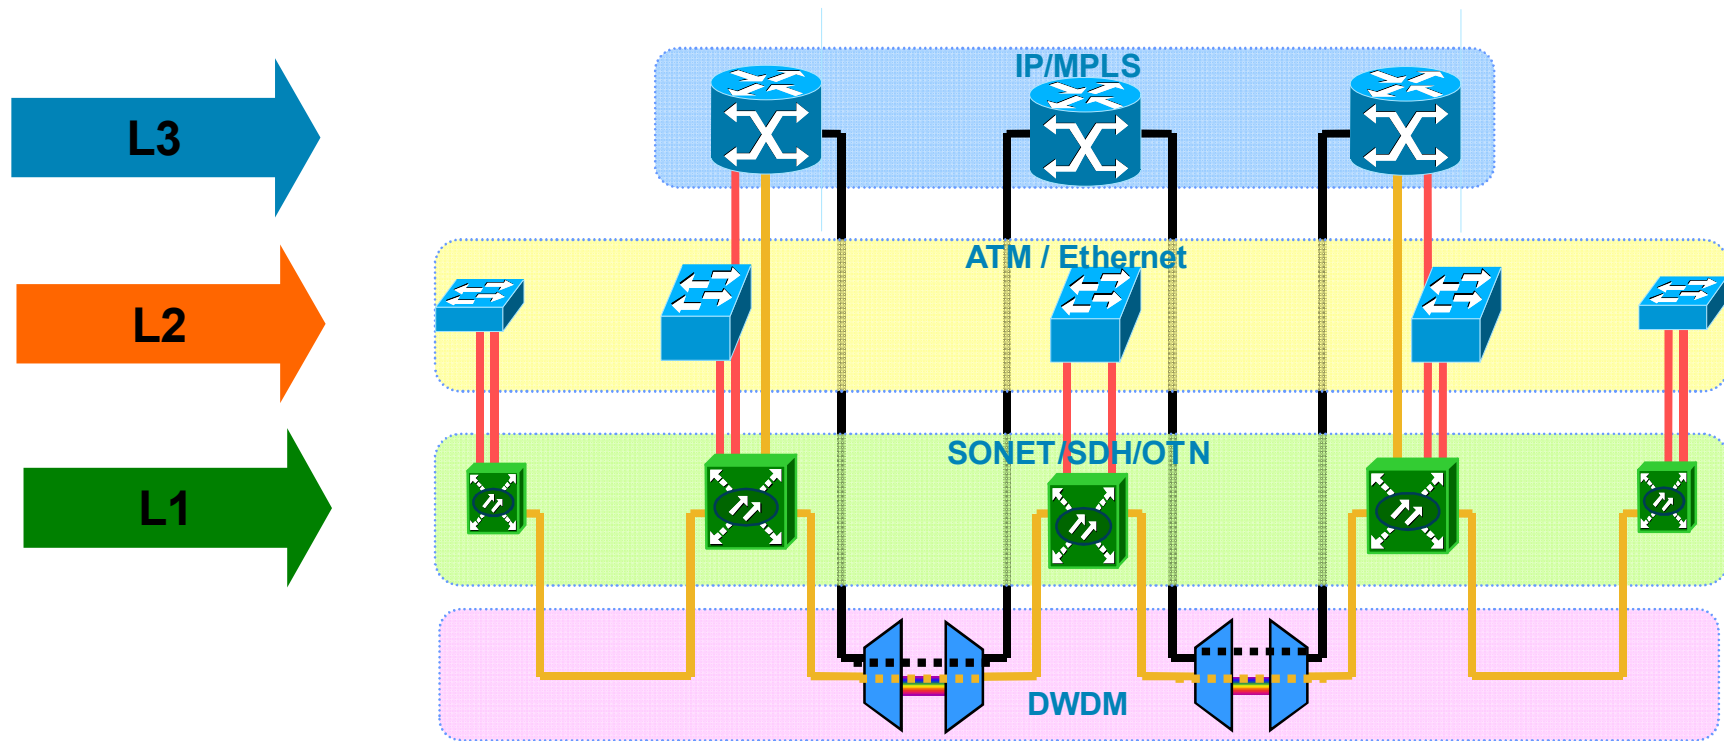 IP/MPLS
L3
ATM / Ethernet
L2
SONET/SDH/OTN
L1
DWDM